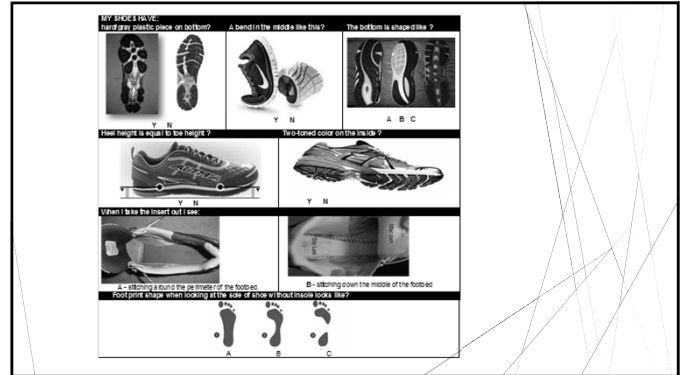 MY SHOES HAVE:
hard/gray plastic piece on bottom?
A bend in the middle like this?
The bottom is shaped like ?
Y N
Y N
A B C
Heel height is equal to toe height ?
Two-toned color on the inside ?
ALTRA
Y N
Y N
When I take the insert out I see:
Slip Last
A - stitching around the perimeter of the footbed.
B - stitching down the middle of the footbed
Foot print shape when looking at the sole of shoe without insole looks like?
A B C